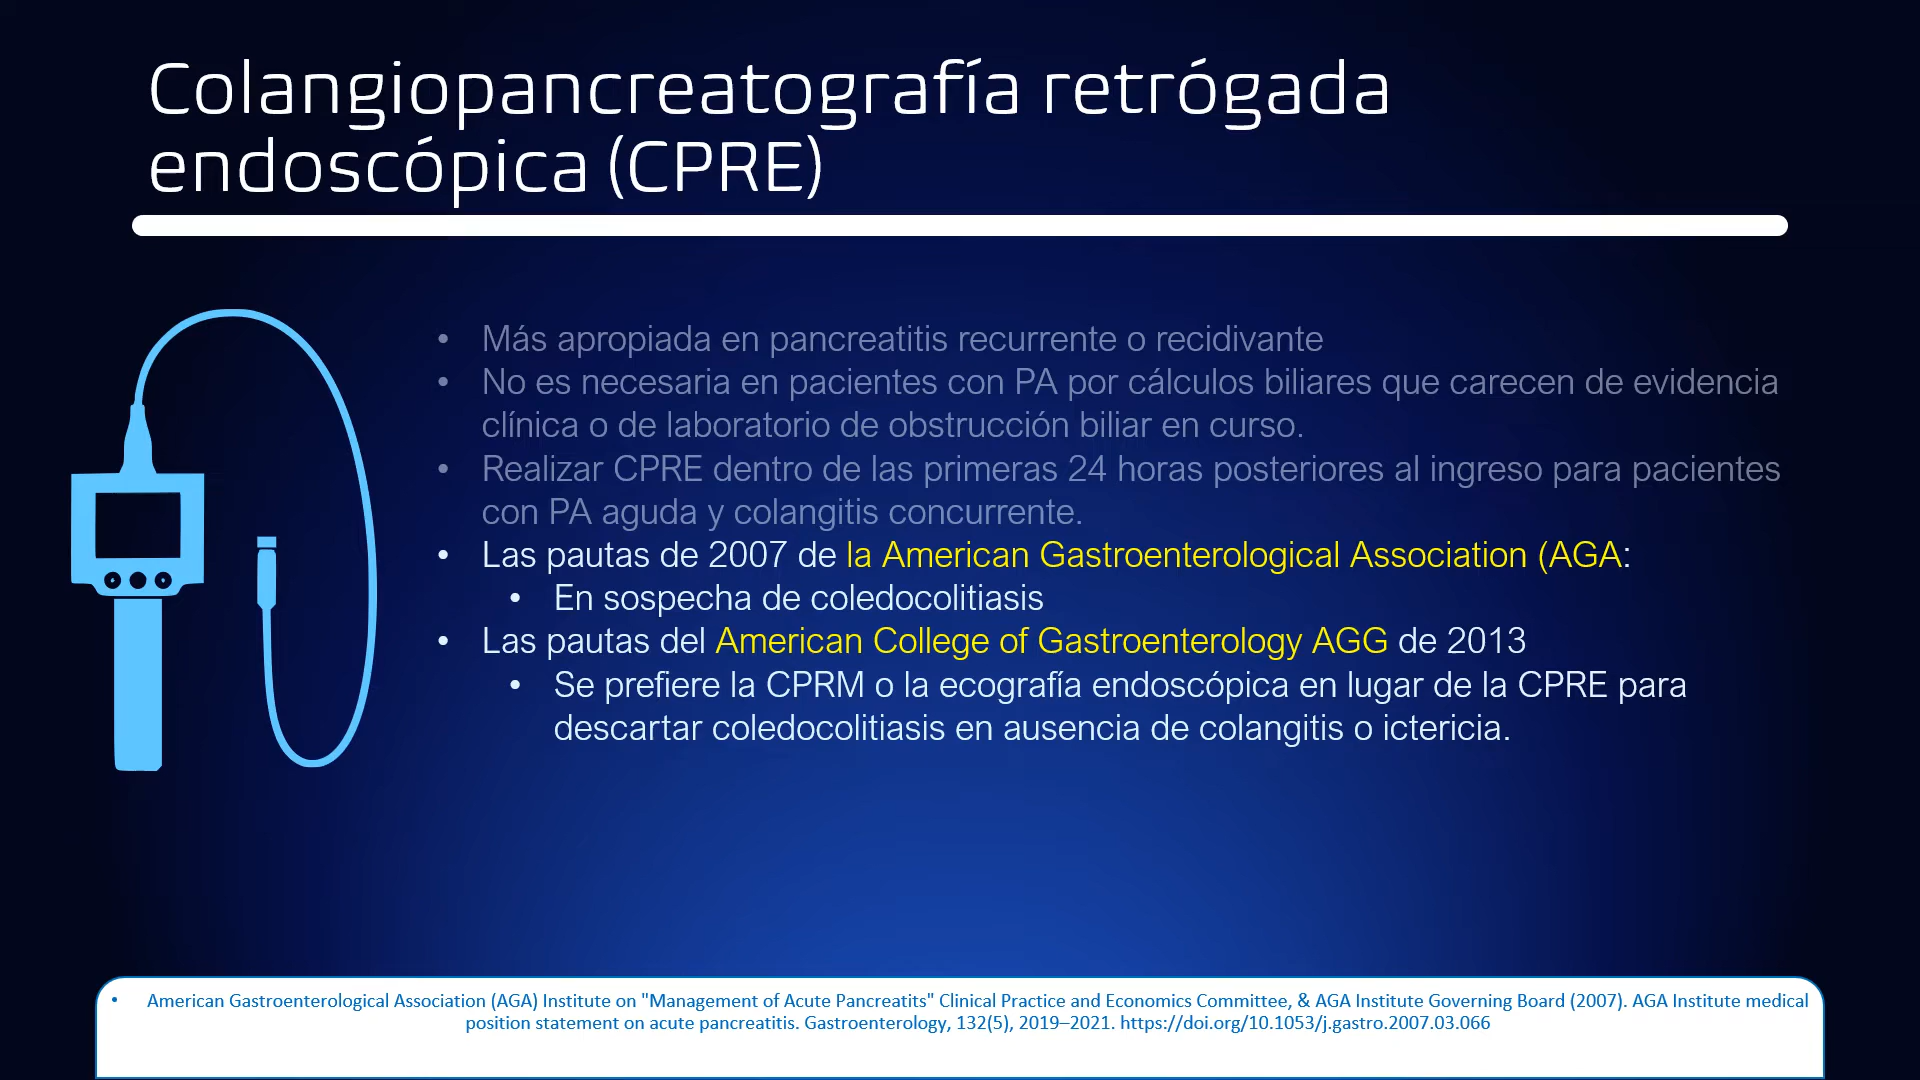 Colangiopancreatografía retrógada
endoscópica (CPRE)
• Más apropiada en pancreatitis recurrente o recidivante
• No es necesaria en pacientes con PA por cálculos biliares que carecen de evidencia
clínica o de laboratorio de obstrucción biliar en curso.
• Realizar CPRE dentro de las primeras 24 horas posteriores al ingreso para pacientes
con PA aguda y colangitis concurrente.
• Las pautas de 2007 de la American Gastroenterological Association (AGA:
• En sospecha de coledocolitiasis
• Las pautas del American College of Gastroenterology AGG de 2013
• Se prefiere la CPRM o la ecografía endoscópica en lugar de la CPRE para
descartar coledocolitiasis en ausencia de colangitis o ictericia.
• American Gastroenterological Association (AGA) Institute on "Management of Acute Pancreatits" Clinical Practice and Economics Committee, & AGA Institute Governing Board (2007). AGA Institute medical
position statement on acute pancreatitis. Gastroenterology, 132(5), 2019–2021. https://doi.org/10.1053/j.gastro.2007.03.066